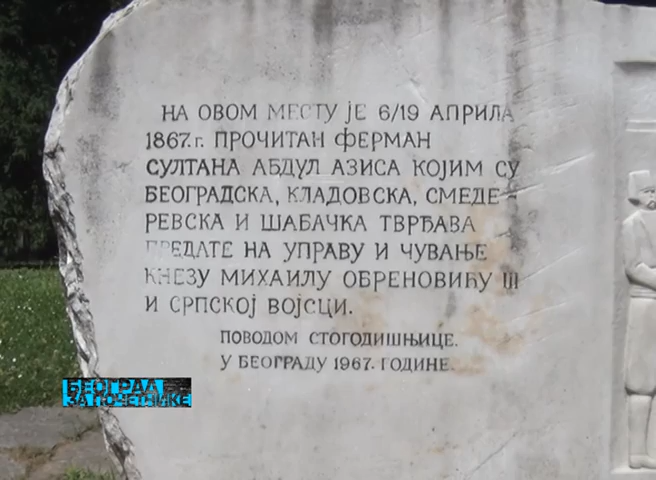 НА ОВОМ МЕСТУ ЈЕ 6/19 АПРИЛА
1867.г. ПРОЧИТАН ФЕРМАН
СУЛТАНА АБДУЛ АЗИСА КОЈИМ СУ
БЕОГРАДСКА, КЛАДОВСКА, СМЕДЕ-
РЕВСКА И ШАБАЧКА ТВРЂАВА
ПРЕДАТЕ НА УПРАВУ И ЧУВАЊЕ
КНЕЗУ МИХАИЛУ ОБРЕНОВИЋУ III
И СРПСКОЈ ВОЈСЦИ.
ПОВОДОМ СТОГОДИШЊИЦЕ.
У БЕОГРАДУ 1967. ГОДИНЕ.
БЕОГРАД
ЗА ПОЧЕТНИКЕ